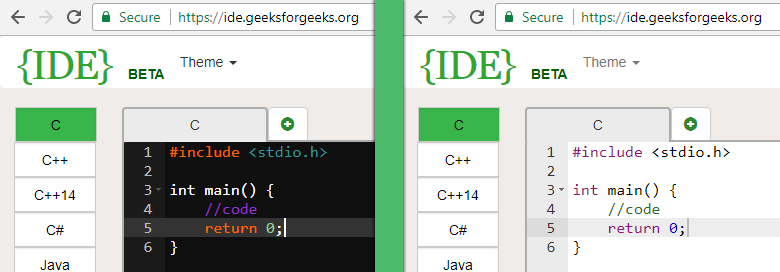 Secure https://ide.geeksforgeeks.org
{IDE} BETA Theme
C
C++
C++14
C#
Java
C
1 #include <stdio.h>
2
3 int main() {
4 //code
5 return 0;
6 }
Secure https://ide.geeksforgeeks.org
{IDE} BETA Theme
C
C++
C++14
C#
Java
C
1 #include <stdio.h>
2
3 int main() {
4 //code
5 return 0;
6 }